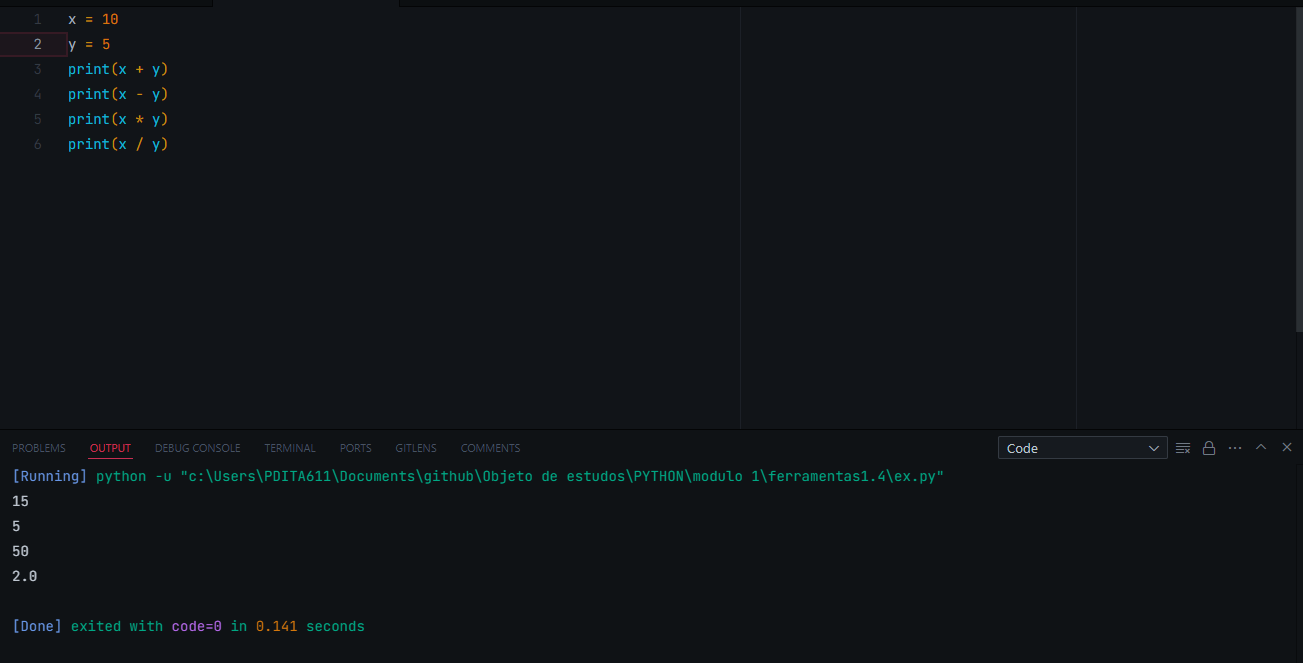 1 x = 10
2 y = 5
3 print(x + y)
4 print(x - y)
5 print(x * y)
6 print(x / y)
PROBLEMS OUTPUT DEBUG CONSOLE TERMINAL PORTS GITLENS COMMENTS Code
[Running] python -u "c:\Users\PDITA611\Documents\github\Objeto de estudos\PYTHON\modulo 1\ferramentas1.4\ex.py"
15
5
50
2.0
[Done] exited with code=0 in 0.141 seconds